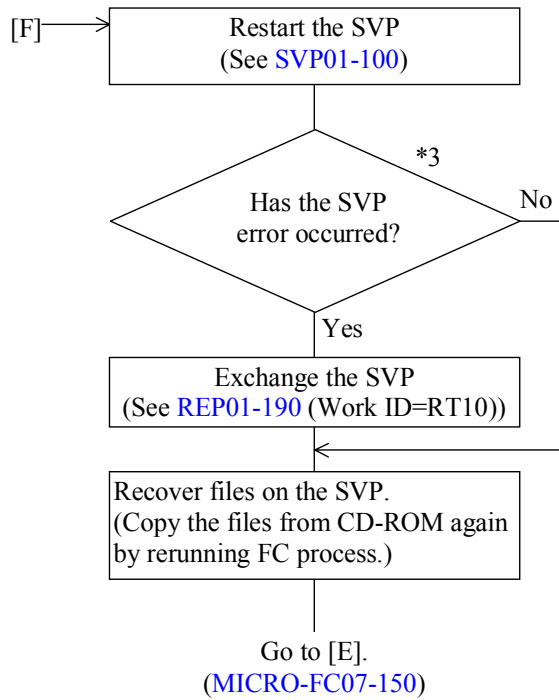 [F]
Restart the SVP
(See SVP01-100)
*3
Has the SVP
error occurred?
No
Yes
Exchange the SVP
(See REP01-190 (Work ID=RT10))
Recover files on the SVP.
(Copy the files from CD-ROM again
by rerunning FC process.)
Go to [E].
(MICRO-FC07-150)